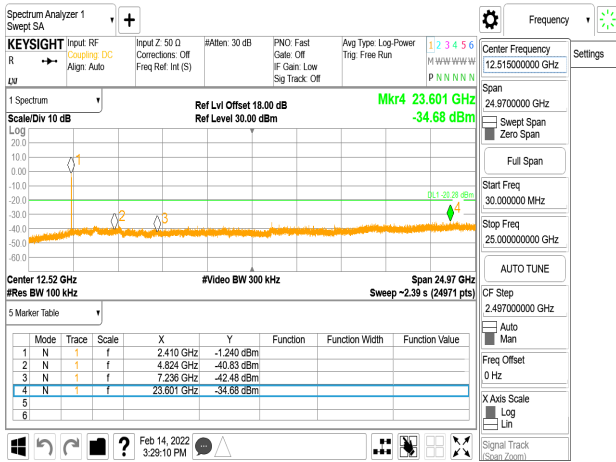 Spectrum Analyzer 1
Swept SA
Frequency
KEYSIGHT
R
Input: RF
Coupling: DC
Align: Auto
Input Z: 50 Ω
Corrections: Off
Freq Ref: Int (S)
#Atten: 30 dB
PNO: Fast
Gate: Off
IF Gain: Low
Sig Track: Off
Avg Type: Log-Power
Trig: Free Run
1 2 3 4 5 6
M W W W W W
P N N N N N
LNI
1 Spectrum
Scale/Div 10 dB
Ref Lvl Offset 18.00 dB
Ref Level 30.00 dBm
Mkr4 23.601 GHz
-34.68 dBm
Log
20.0
10.0
0.00
-10.0
-20.0
-30.0
-40.0
-50.0
-60.0
1
2
3
4
Center 12.52 GHz
#Res BW 100 kHz
#Video BW 300 kHz
Span 24.97 GHz
Sweep ~2.39 s (24971 pts)
5 Marker Table
Mode Trace Scale X Y Function Function Width Function Value
1 N 1 f 2.410 GHz -1.240 dBm
2 N 1 f 4.824 GHz -40.83 dBm
3 N 1 f 7.236 GHz -42.48 dBm
4 N 1 f 23.601 GHz -34.68 dBm
5
6
Feb 14, 2022
3:29:10 PM
Center Frequency
12.515000000 GHz
Settings
Span
24.9700000 GHz
Swept Span
Zero Span
Full Span
Start Freq
30.000000 MHz
Stop Freq
25.000000000 GHz
AUTO TUNE
CF Step
2.497000000 GHz
Auto
Man
Freq Offset
0 Hz
X Axis Scale
Log
Lin
Signal Track
(Span Zoom)